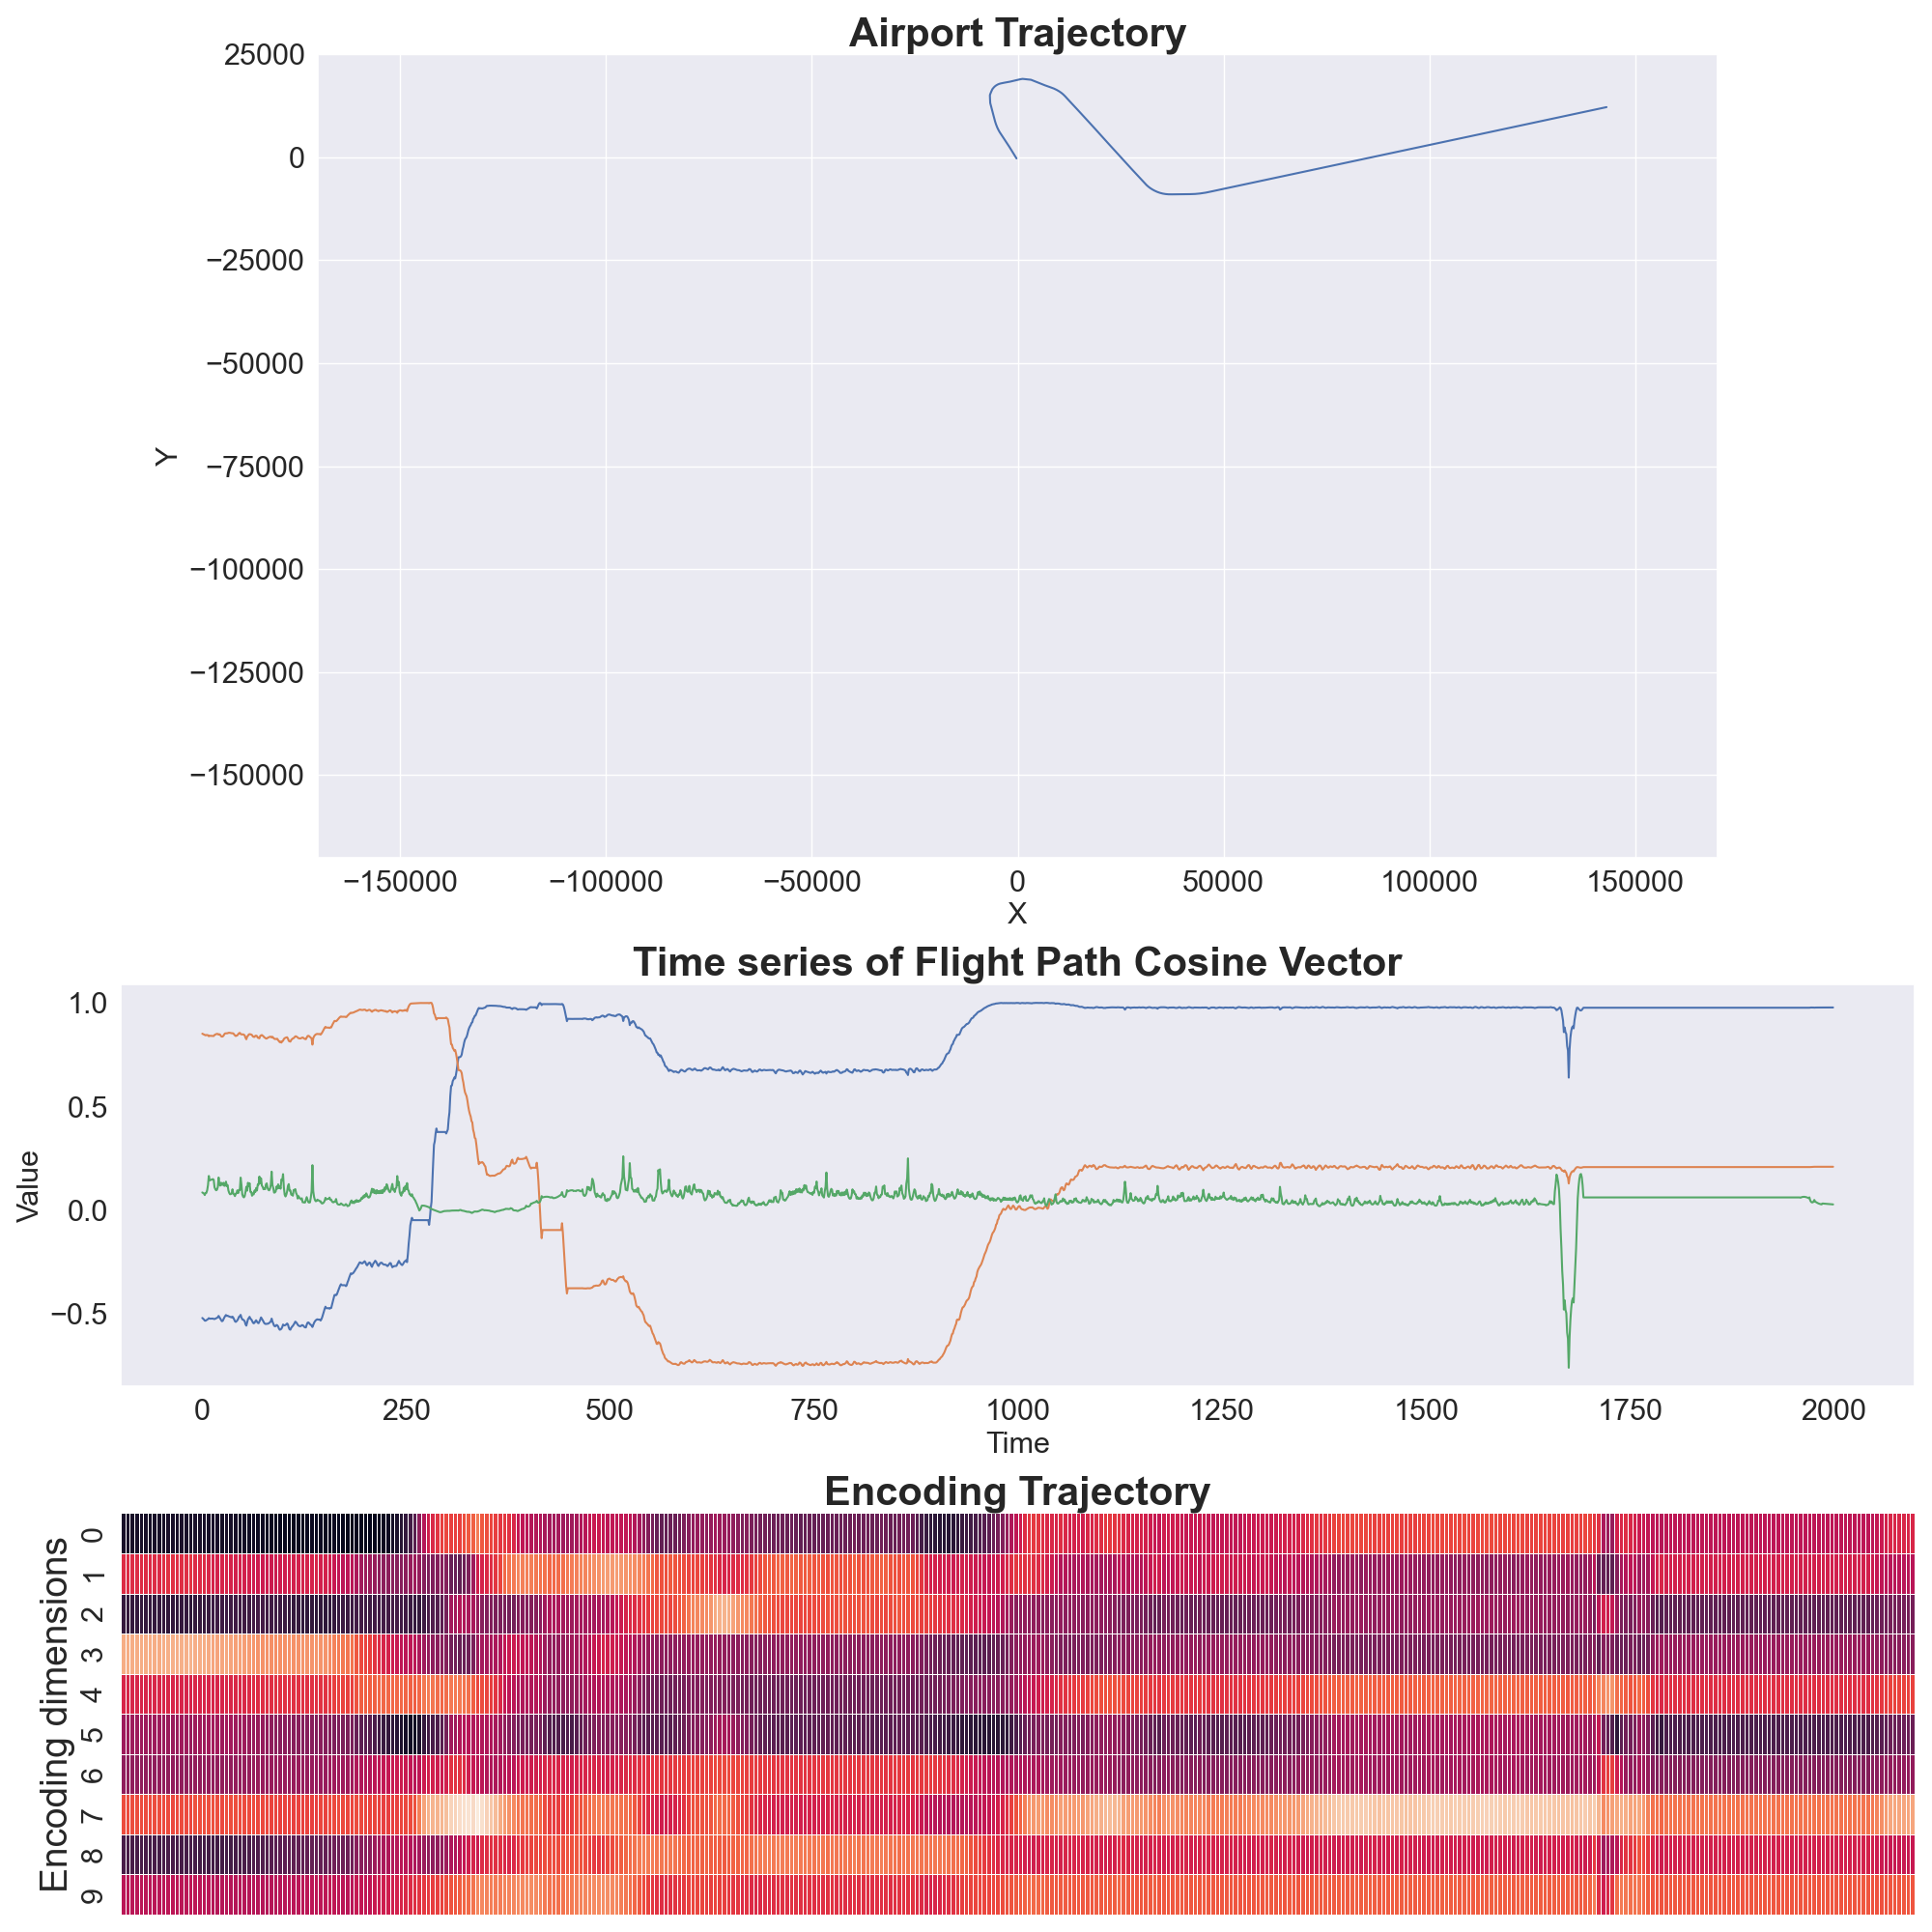 Airport Trajectory
25000
0
−25000
−50000
−75000
−100000
−125000
−150000
Y
−150000 −100000 −50000 0 50000 100000 150000
X
Time series of Flight Path Cosine Vector
1.0
0.5
0.0
−0.5
Value
0 250 500 750 1000 1250 1500 1750 2000
Time
Encoding Trajectory
Encoding dimensions
0
1
2
3
4
5
6
7
8
9